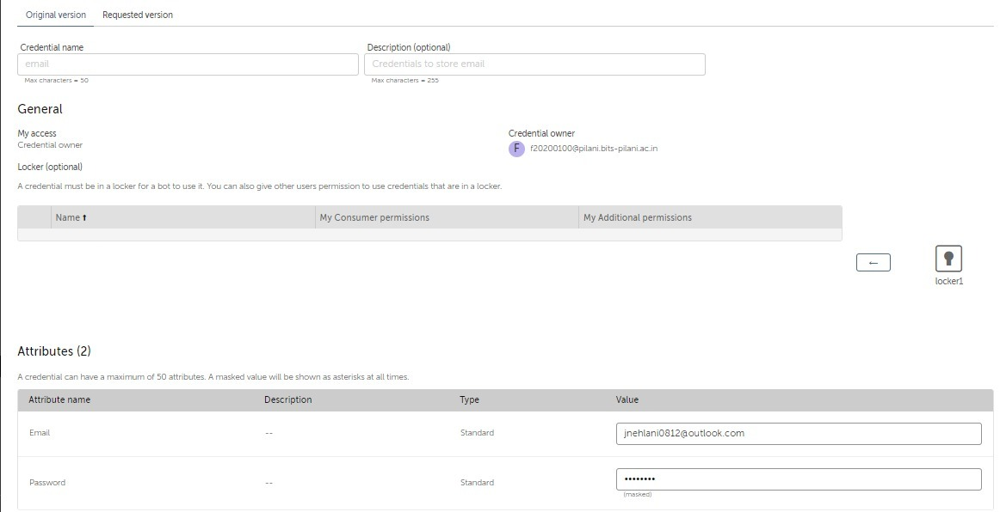 Original version Requested version
Credential name Description (optional)
email Credentials to store email
Max characters = 50 Max characters = 255
General
My access Credential owner
Credential owner F f20200100@pilani.bits-pilani.ac.in
Locker (optional)
A credential must be in a locker for a bot to use it. You can also give other users permission to use credentials that are in a locker.
Name ↑ My Consumer permissions My Additional permissions
←
locker1
Attributes (2)
A credential can have a maximum of 50 attributes. A masked value will be shown as asterisks at all times.
Attribute name Description Type Value
Email -- Standard jnehlani0812@outlook.com
Password -- Standard ••••••••
(masked)